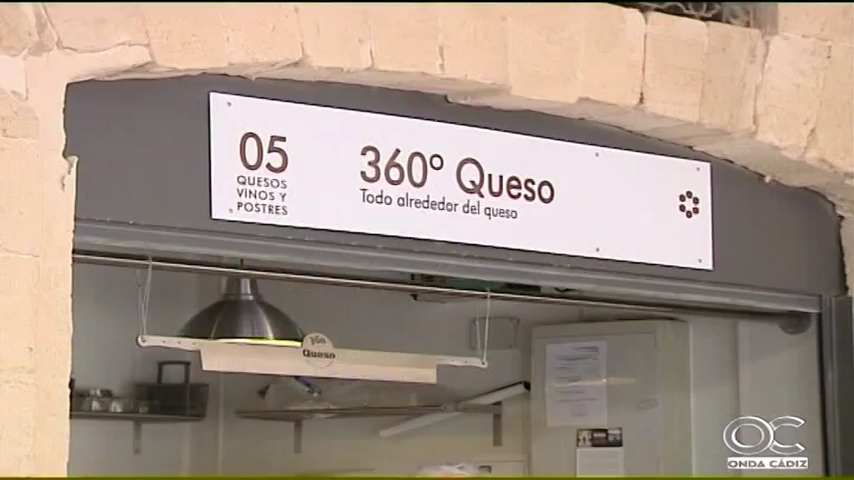 05
QUESOS
VINOS Y
POSTRES
360º Queso
Todo alrededor del queso
360
Queso
OC
ONDA CÁDIZ